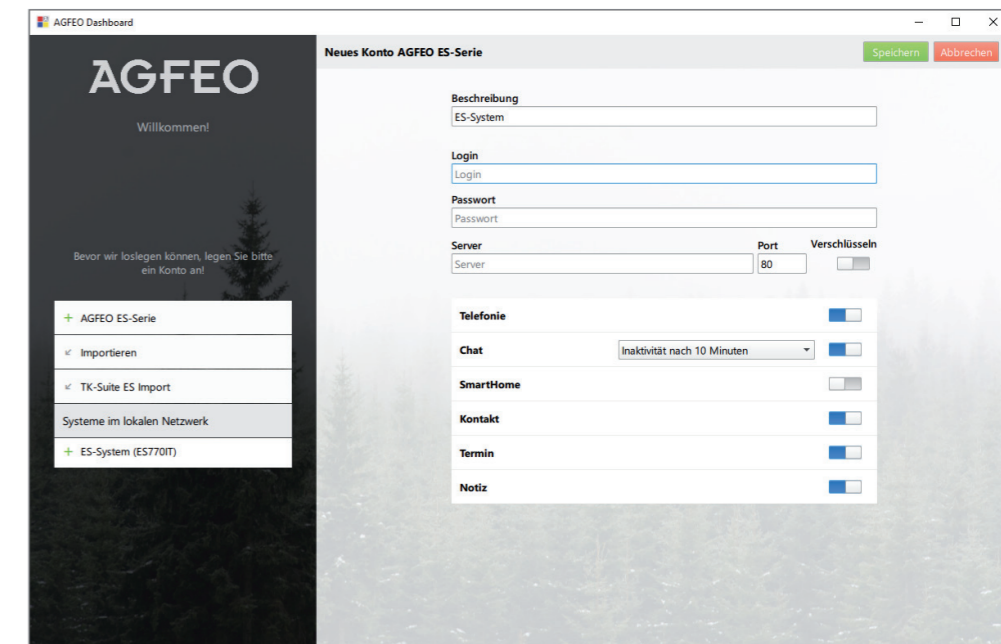 AGFEO Dashboard
AGFEO
Willkommen!
Bevor wir loslegen können, legen Sie bitte
ein Konto an!
AGFEO ES-Serie
Importieren
TK-Suite ES Import
Systeme im lokalen Netzwerk
ES-System (ES770IT)
Neues Konto AGFEO ES-Serie
Speichern
Abbrechen
Beschreibung
ES-System
Login
Login
Passwort
Passwort
Server Port Verschlüsseln
Server 80
Telefonie
Chat Inaktivität nach 10 Minuten
SmartHome
Kontakt
Termin
Notiz